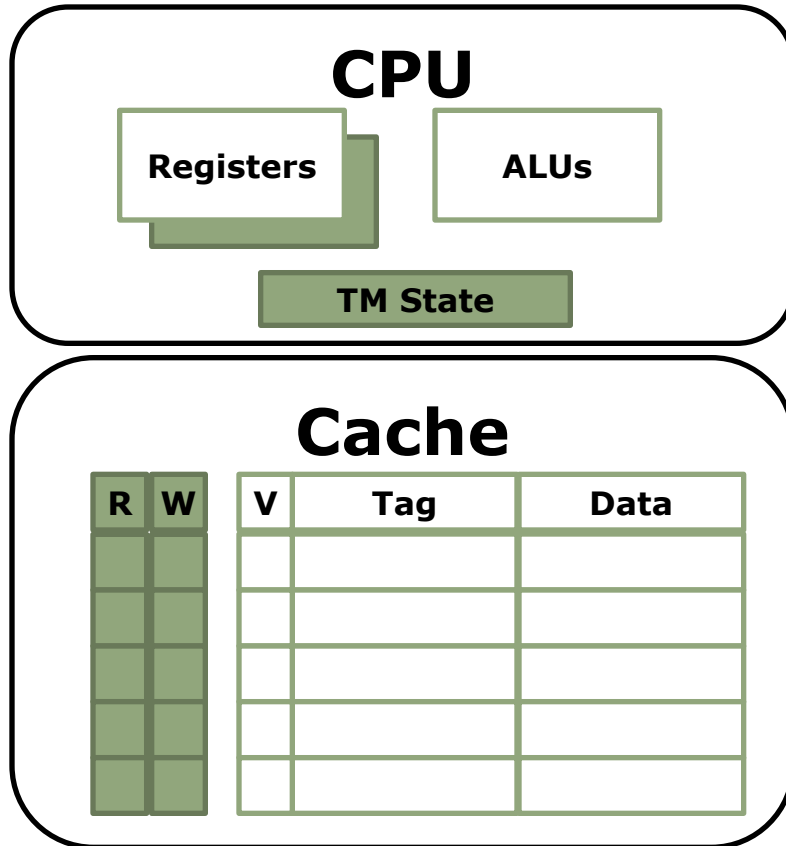 CPU
Registers
ALUs
TM State
Cache
R W V Tag Data